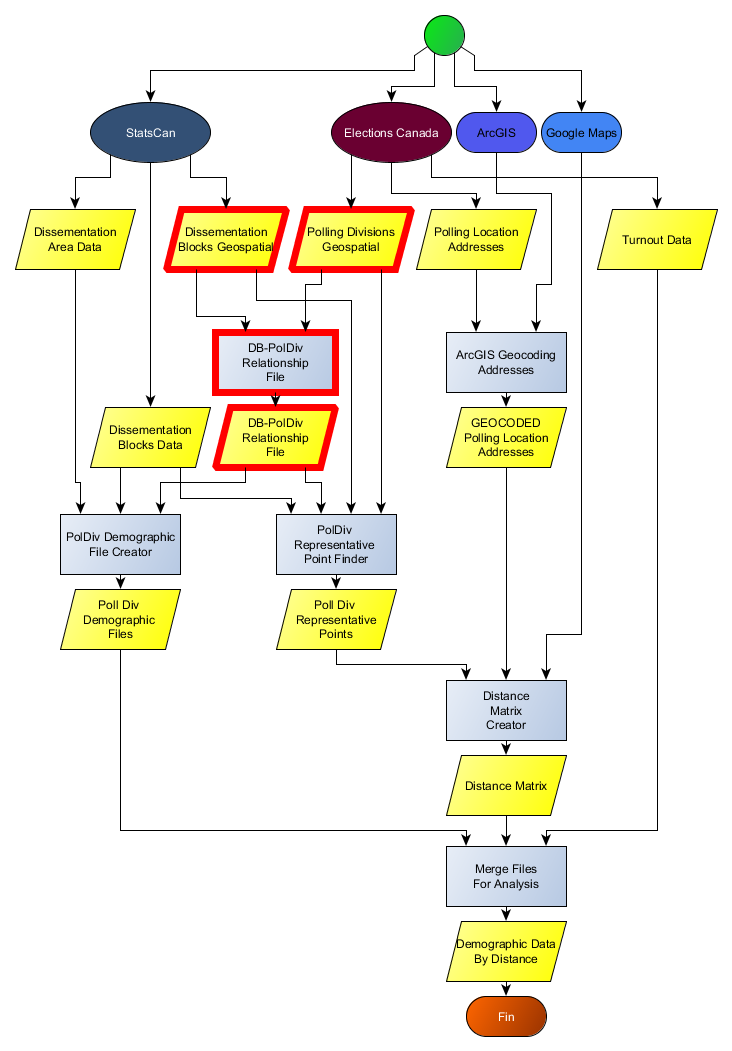 StatsCan
Elections Canada
ArcGIS
Google Maps
Dissementation
Area Data
Dissementation
Blocks Geospatial
Polling Divisions
Geospatial
Polling Location
Addresses
Turnout Data
DB-PolDiv
Relationship
File
ArcGIS Geocoding
Addresses
Dissementation
Blocks Data
DB-PolDiv
Relationship
File
GEOCODED
Polling Location
Addresses
PolDiv Demographic
File Creator
PolDiv
Representative
Point Finder
Poll Div
Demographic
Files
Poll Div
Representative
Points
Distance
Matrix
Creator
Distance Matrix
Merge Files
For Analysis
Demographic Data
By Distance
Fin